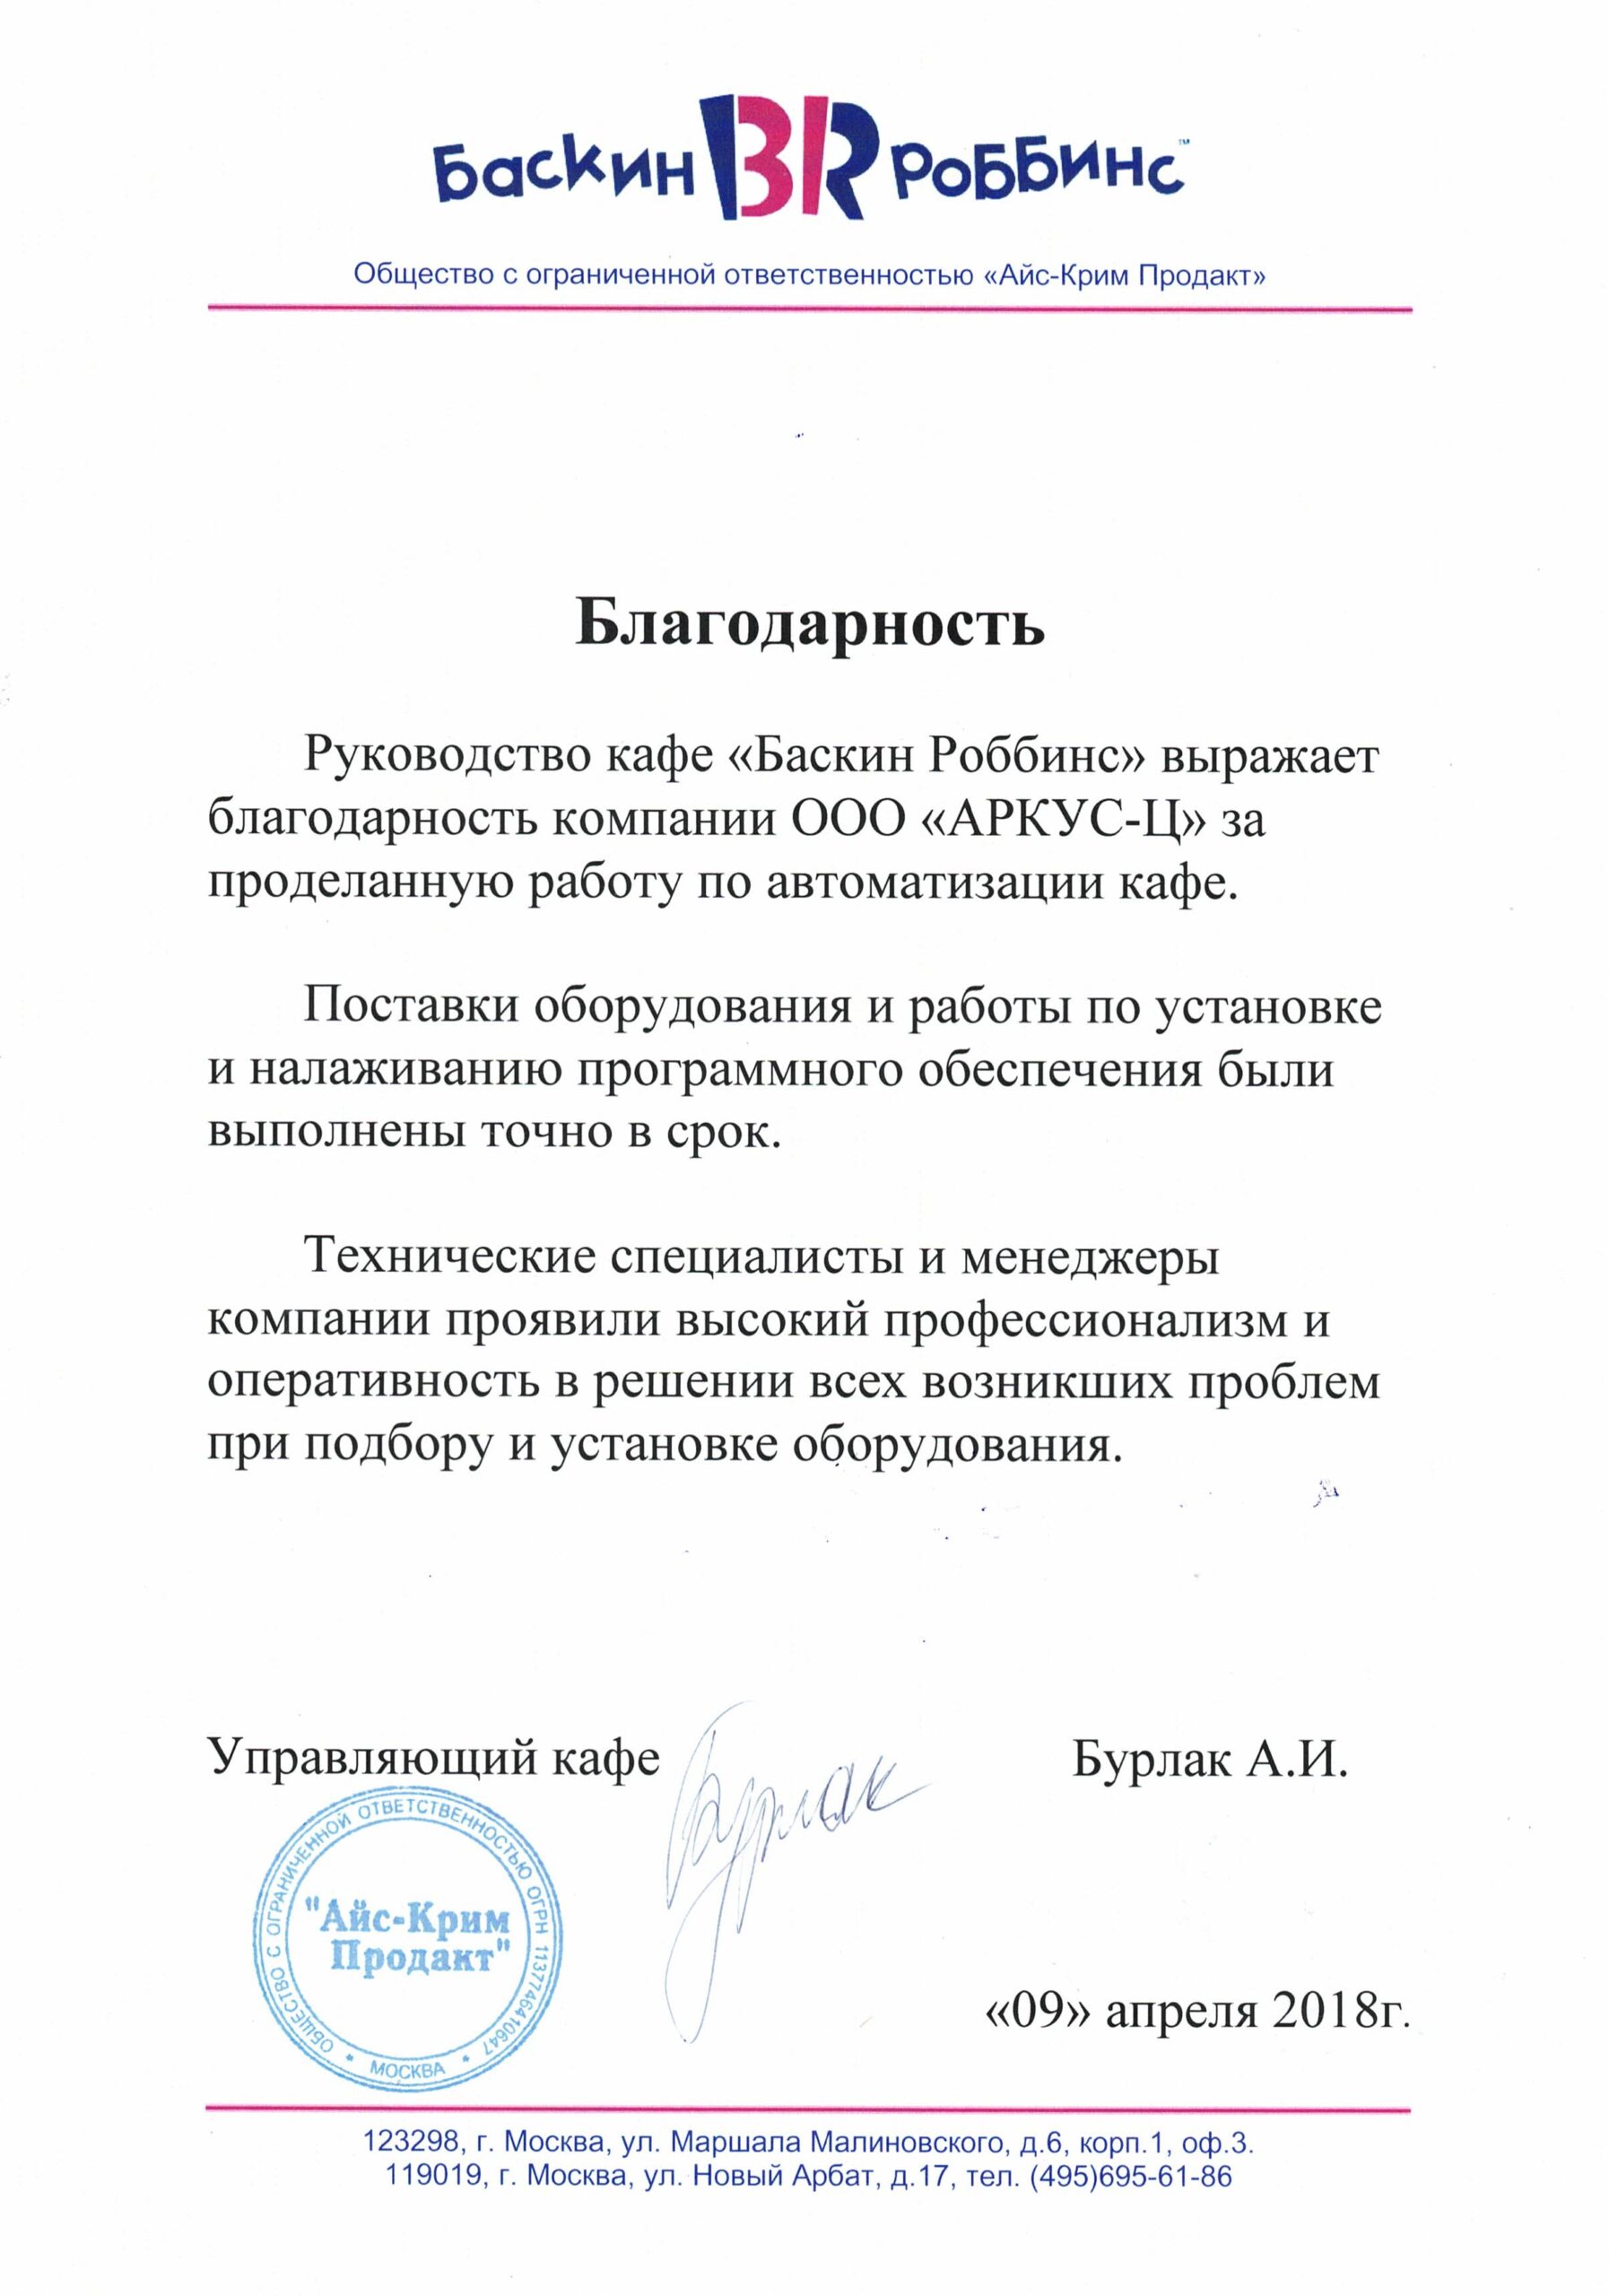 Баскин BR Роббинс™
Общество с ограниченной ответственностью «Айс-Крим Продакт»
Благодарность
Руководство кафе «Баскин Роббинс» выражает
благодарность компании ООО «АРКУС-Ц» за
проделанную работу по автоматизации кафе.
Поставки оборудования и работы по установке
и налаживанию программного обеспечения были
выполнены точно в срок.
Технические специалисты и менеджеры
компании проявили высокий профессионализм и
оперативность в решении всех возникших проблем
при подбору и установке оборудования.
Управляющий кафе
Бурлак
Бурлак А.И.
ОБЩЕСТВО С ОГРАНИЧЕННОЙ ОТВЕТСТВЕННОСТЬЮ ОГРН 1137746410647
"Айс-Крим
Продакт"
* МОСКВА *
«09» апреля 2018г.
123298, г. Москва, ул. Маршала Малиновского, д.6, корп.1, оф.3.
119019, г. Москва, ул. Новый Арбат, д.17, тел. (495)695-61-86